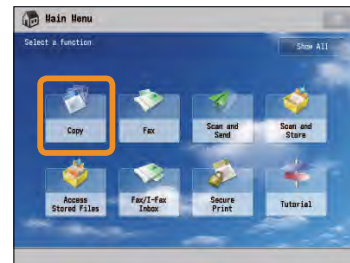 Main Menu
Select a function.
Show All
Copy
Fax
Scan and
Send
Scan and
Store
Access
Stored Files
Fax/I-Fax
Inbox
Secure
Print
Tutorial